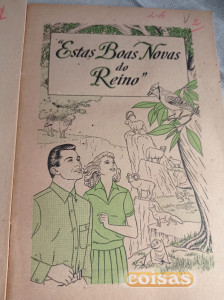 "Estas Boas Novas
do
Reino"
coisas